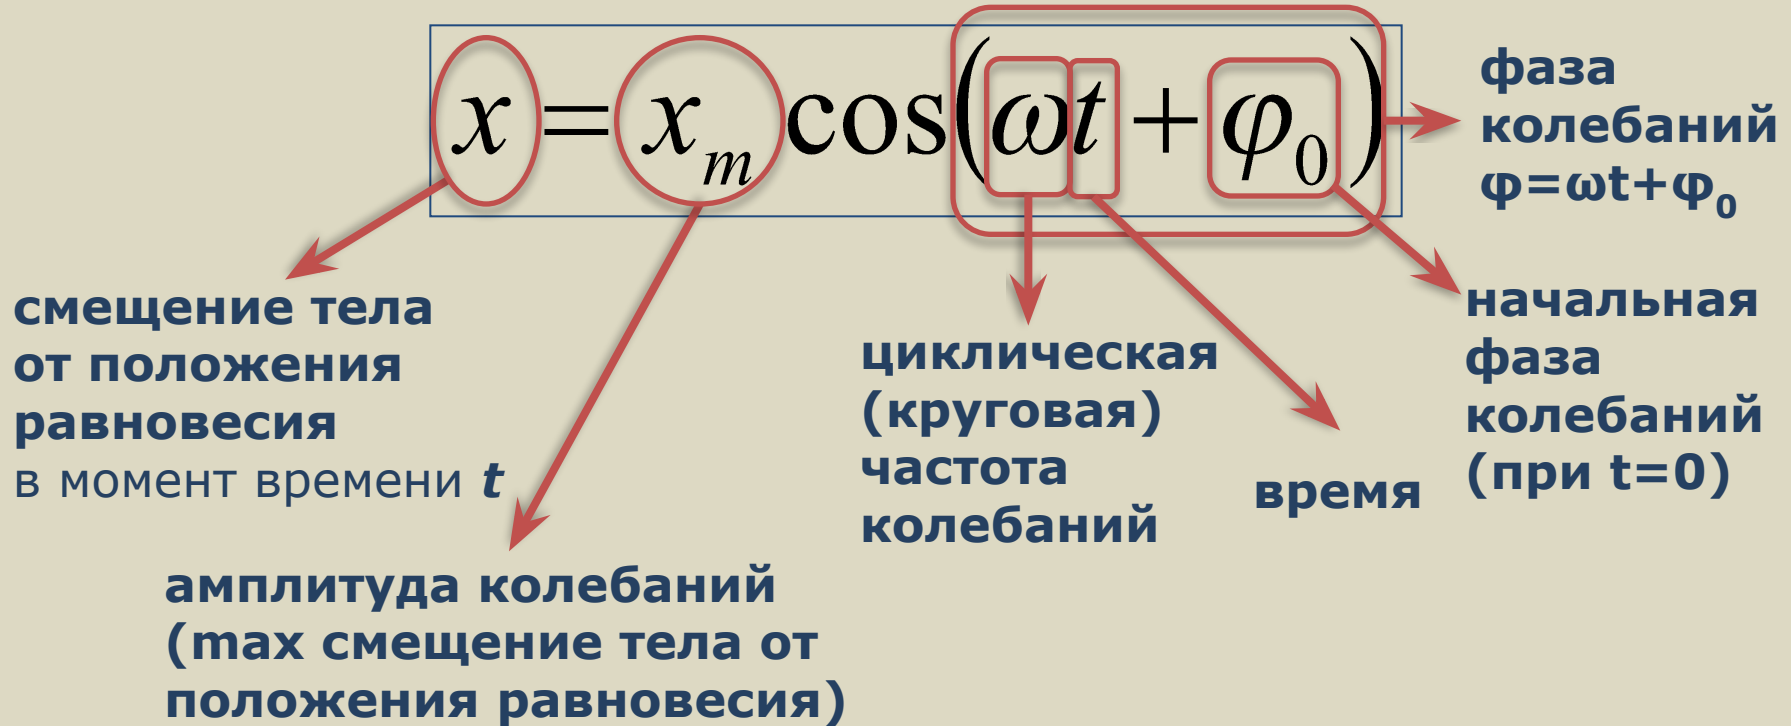 x = xₘ cos(ωt + φ₀)
фаза
колебаний
φ=ωt+φ₀
смещение тела
от положения
равновесия
в момент времени t
амплитуда колебаний
(max смещение тела от
положения равновесия)
циклическая
(круговая)
частота
колебаний
время
начальная
фаза
колебаний
(при t=0)